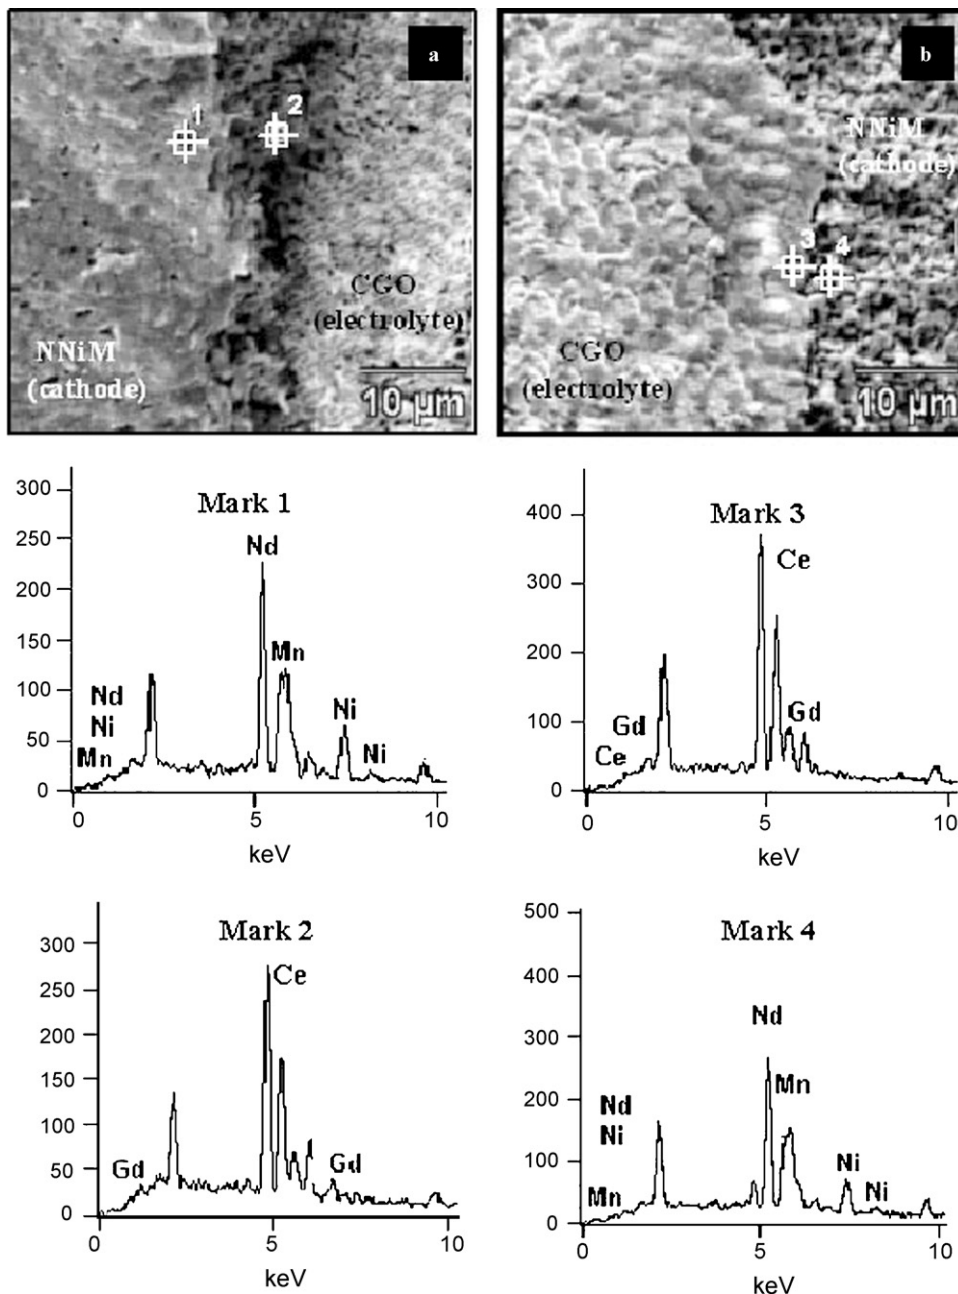 a
1
2
CGO
(electrolyte)
NNiM
(cathode)
10 µm
b
NNiM
(cathode)
3
4
CGO
(electrolyte)
10 µm
300
250
200
150
100
50
0
Mark 1
Nd
Mn
Nd
Ni
Mn
Ni
Ni
0
5
10
keV
400
300
200
100
0
Mark 3
Ce
Gd
Ce
Gd
0
5
10
keV
300
250
200
150
100
50
0
Mark 2
Ce
Gd
Gd
0
5
10
keV
500
400
300
200
100
0
Mark 4
Nd
Mn
Nd
Ni
Mn
Ni
Ni
0
5
10
keV